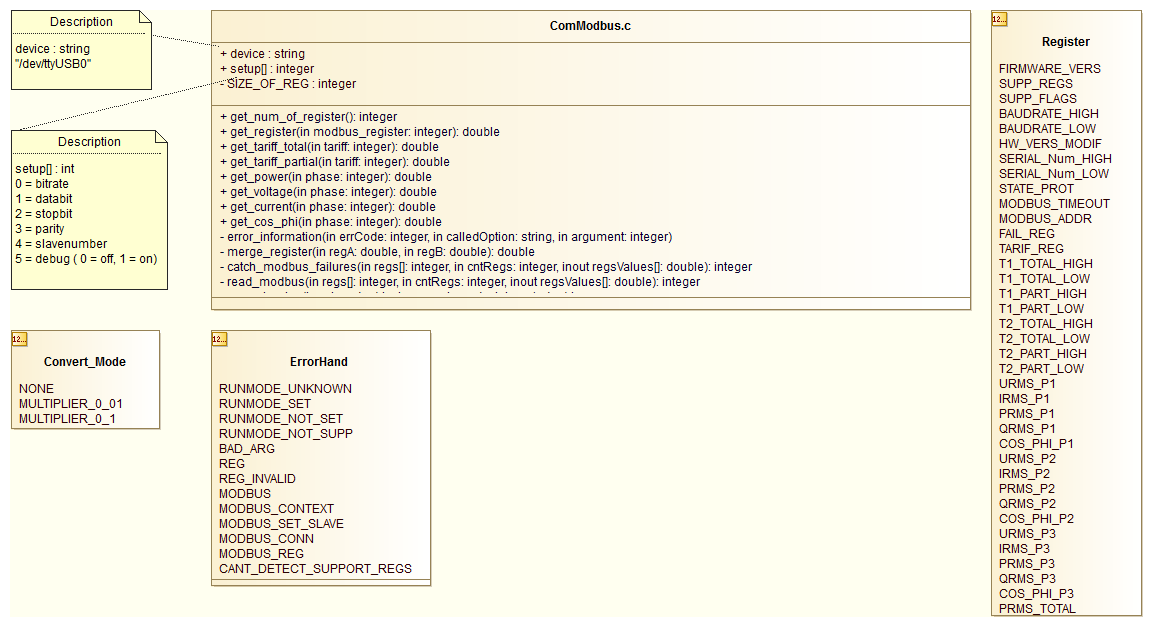 Description
device : string
"/dev/ttyUSB0"
ComModbus.c
+ device : string
+ setup[] : integer
- SIZE_OF_REG : integer
+ get_num_of_register(): integer
+ get_register(in modbus_register: integer): double
+ get_tariff_total(in tariff: integer): double
+ get_tariff_partial(in tariff: integer): double
+ get_power(in phase: integer): double
+ get_voltage(in phase: integer): double
+ get_current(in phase: integer): double
+ get_cos_phi(in phase: integer): double
- error_information(in errCode: integer, in calledOption: string, in argument: integer)
- merge_register(in regA: double, in regB: double): double
- catch_modbus_failures(in regs[]: integer, in cntRegs: integer, inout regsValues[]: double): integer
- read_modbus(in regs[]: integer, in cntRegs: integer, inout regsValues[]: double): integer
Description
setup[] : int
0 = bitrate
1 = databit
2 = stopbit
3 = parity
4 = slavenumber
5 = debug ( 0 = off, 1 = on)
12...
Convert_Mode
NONE
MULTIPLIER_0_01
MULTIPLIER_0_1
12...
ErrorHand
RUNMODE_UNKNOWN
RUNMODE_SET
RUNMODE_NOT_SET
RUNMODE_NOT_SUPP
BAD_ARG
REG
REG_INVALID
MODBUS
MODBUS_CONTEXT
MODBUS_SET_SLAVE
MODBUS_CONN
MODBUS_REG
CANT_DETECT_SUPPORT_REGS
12...
Register
FIRMWARE_VERS
SUPP_REGS
SUPP_FLAGS
BAUDRATE_HIGH
BAUDRATE_LOW
HW_VERS_MODIF
SERIAL_Num_HIGH
SERIAL_Num_LOW
STATE_PROT
MODBUS_TIMEOUT
MODBUS_ADDR
FAIL_REG
TARIF_REG
T1_TOTAL_HIGH
T1_TOTAL_LOW
T1_PART_HIGH
T1_PART_LOW
T2_TOTAL_HIGH
T2_TOTAL_LOW
T2_PART_HIGH
T2_PART_LOW
URMS_P1
IRMS_P1
PRMS_P1
QRMS_P1
COS_PHI_P1
URMS_P2
IRMS_P2
PRMS_P2
QRMS_P2
COS_PHI_P2
URMS_P3
IRMS_P3
PRMS_P3
QRMS_P3
COS_PHI_P3
PRMS_TOTAL